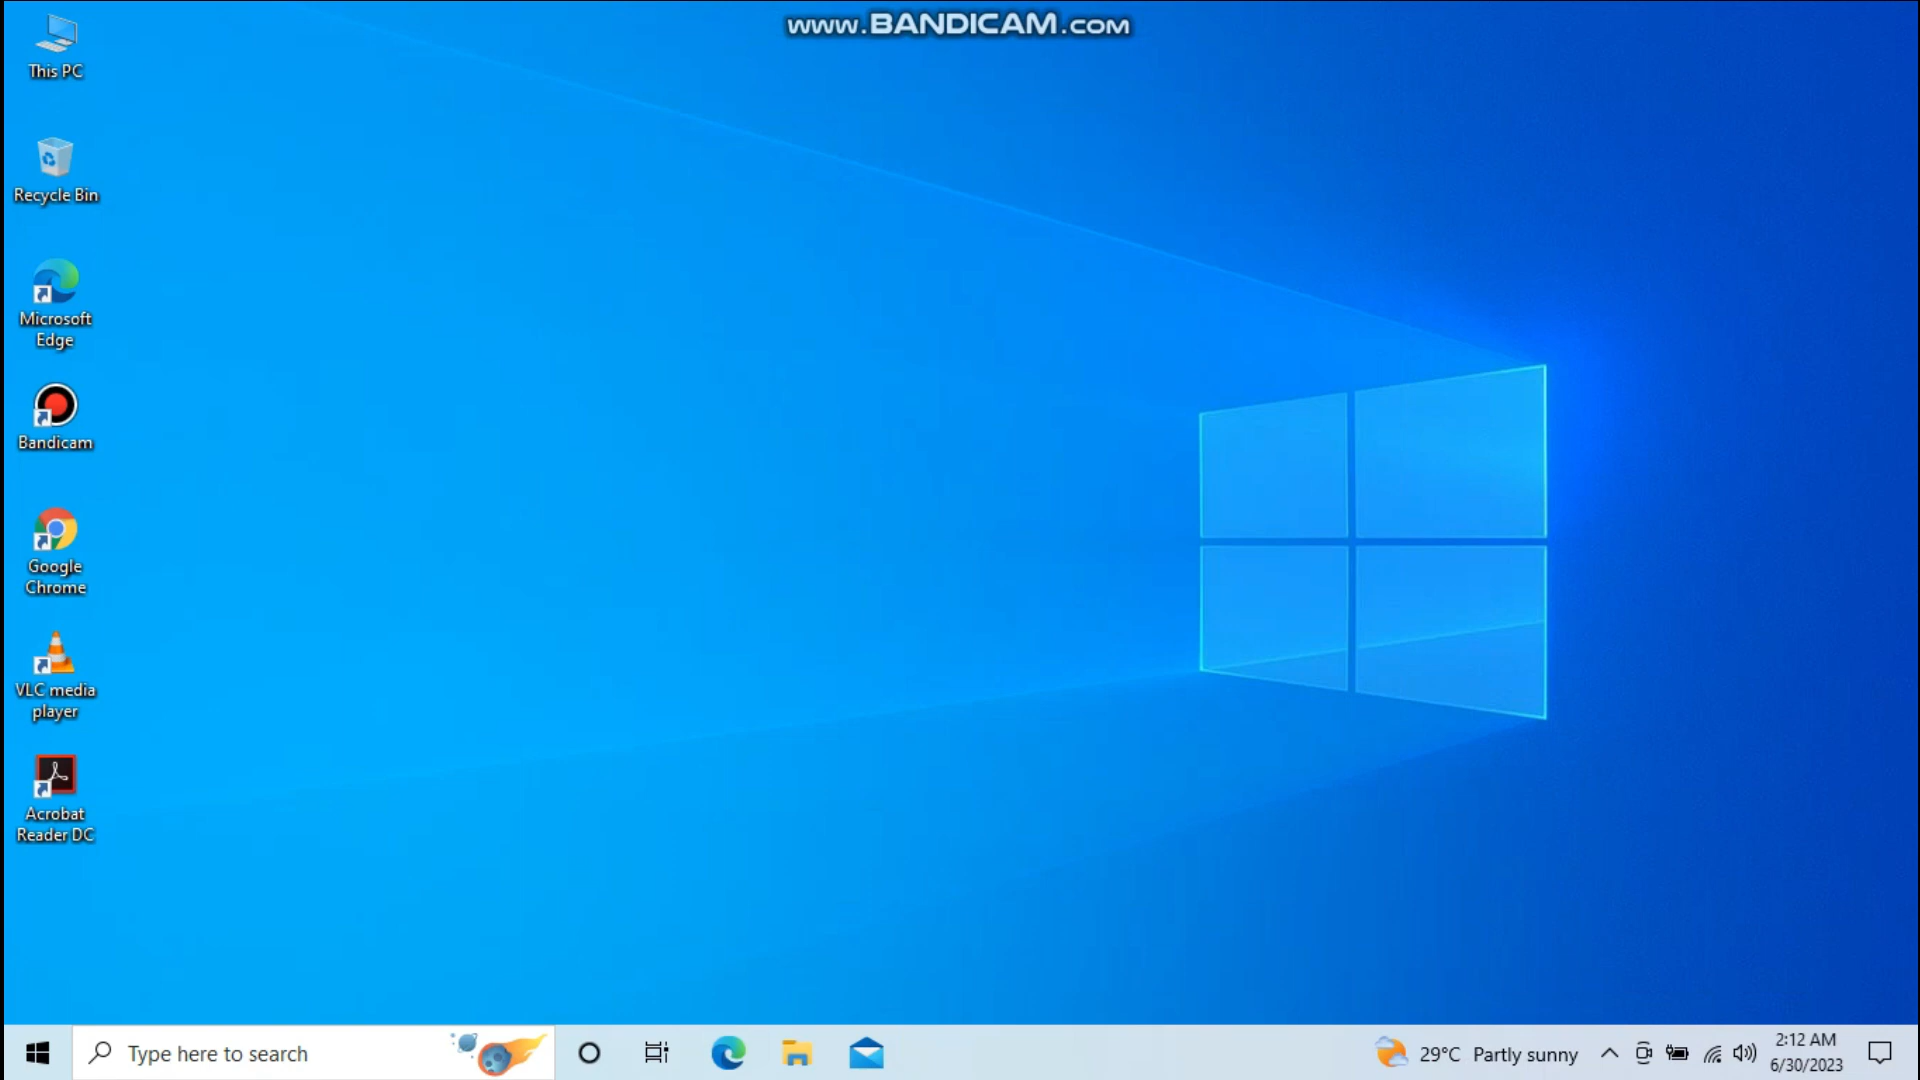 www.BANDICAM.com
This PC
Recycle Bin
Microsoft
Edge
Bandicam
Google
Chrome
VLC media
player
Acrobat
Reader DC
Type here to search
29°C Partly sunny
2:12 AM
6/30/2023